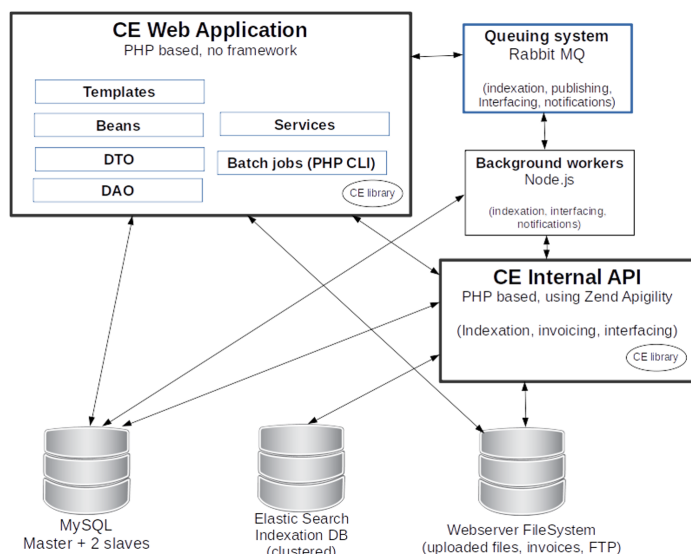 CE Web Application
PHP based, no framework
Templates
Beans
DTO
DAO
Services
Batch jobs (PHP CLI)
CE library
Queuing system
Rabbit MQ
(indexation, publishing,
Interfacing, notifications)
Background workers
Node.js
(indexation, interfacing,
notifications)
CE Internal API
PHP based, using Zend Apigility
(Indexation, invoicing, interfacing)
CE library
MySQL
Master + 2 slaves
Elastic Search
Indexation DB
(clustered)
Webserver FileSystem
(uploaded files, invoices, FTP)